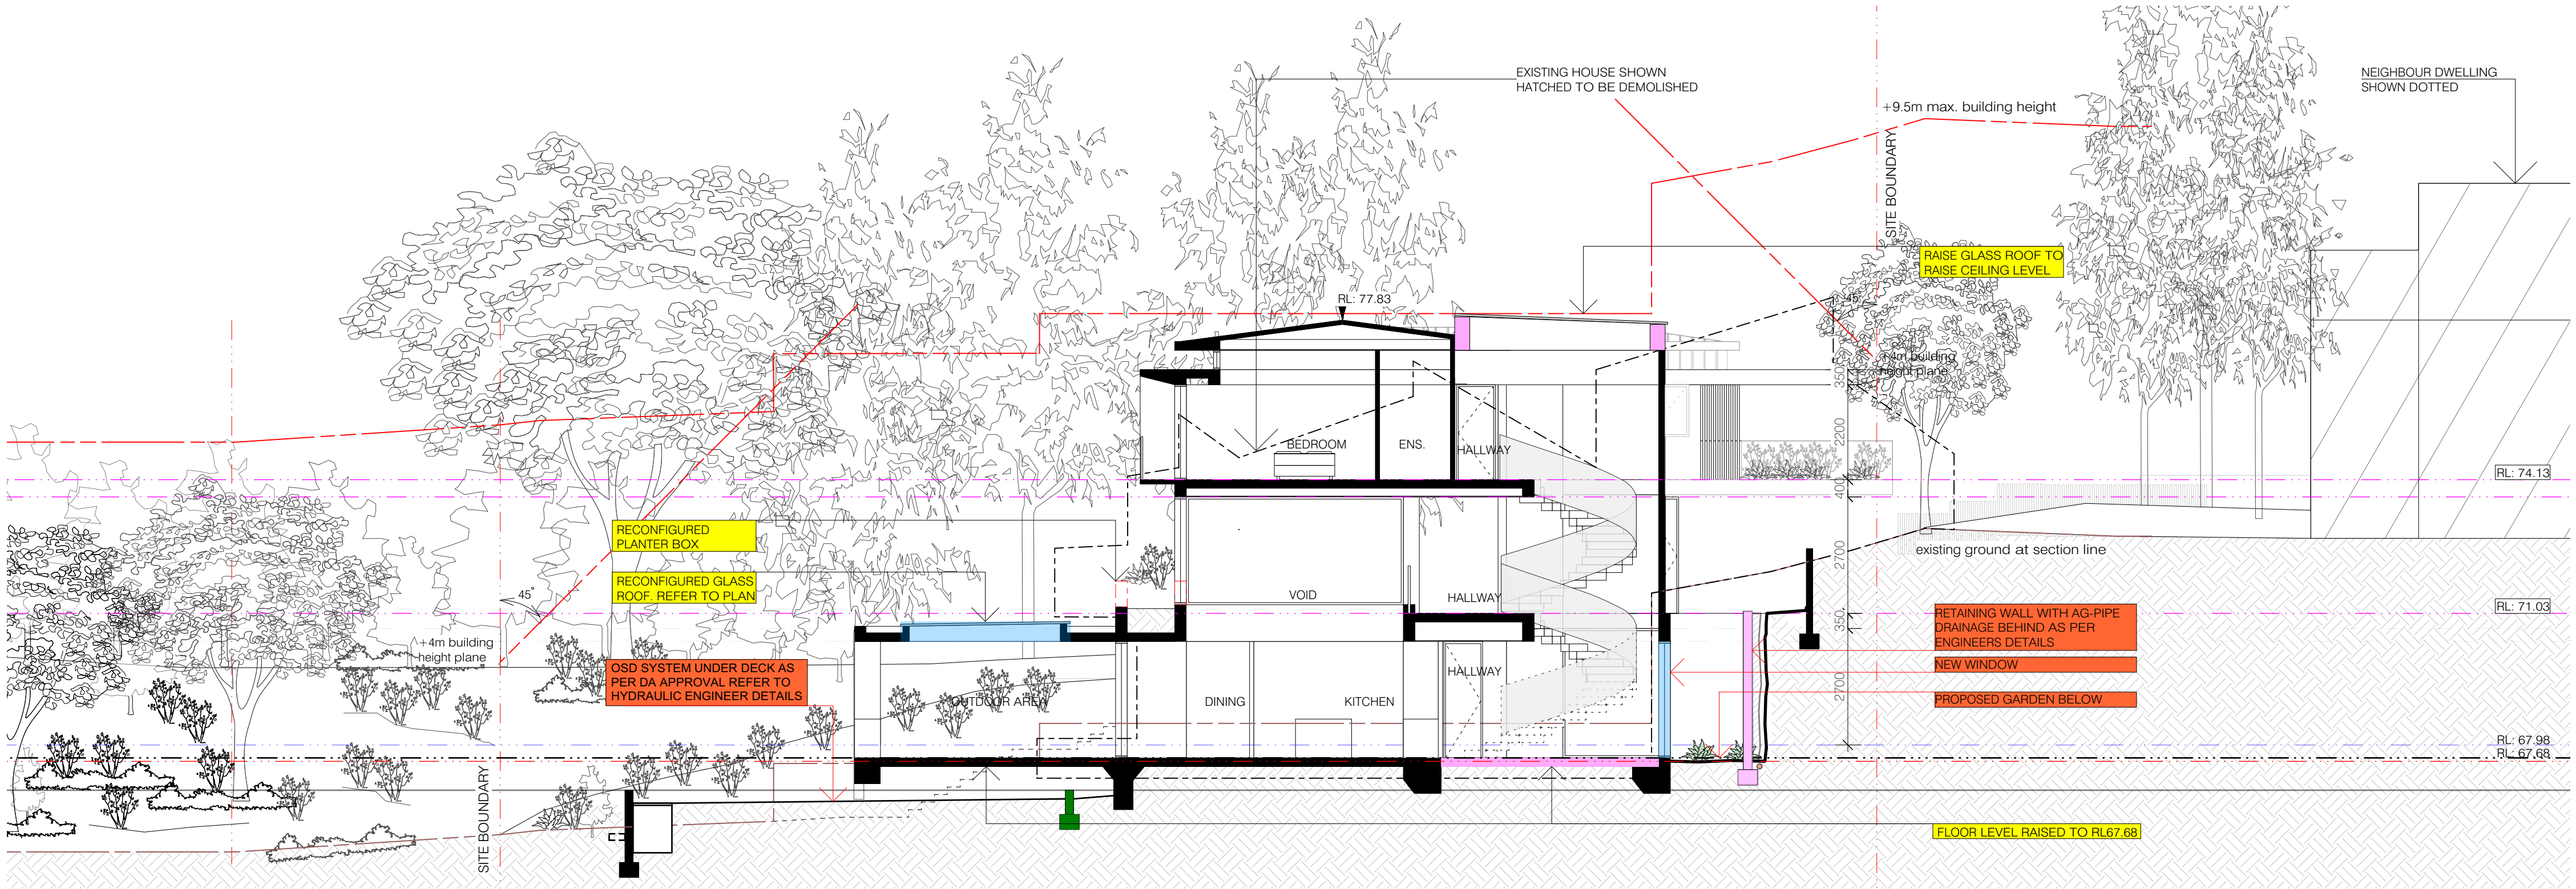 EXISTING HOUSE SHOWN
HATCHED TO BE DEMOLISHED
NEIGHBOUR DWELLING
SHOWN DOTTED
+9.5m max. building height
SITE BOUNDARY
RAISE GLASS ROOF TO
RAISE CEILING LEVEL
RL: 77.83
45°
+4m building
height plane
350
2200
400
2700
350
2700
BEDROOM
ENS.
HALLWAY
RL: 74.13
RECONFIGURED
PLANTER BOX
existing ground at section line
RECONFIGURED GLASS
ROOF. REFER TO PLAN
45°
VOID
HALLWAY
RL: 71.03
RETAINING WALL WITH AG-PIPE
DRAINAGE BEHIND AS PER
ENGINEERS DETAILS
+4m building
height plane
OSD SYSTEM UNDER DECK AS
PER DA APPROVAL REFER TO
HYDRAULIC ENGINEER DETAILS
NEW WINDOW
HALLWAY
OUTDOOR AREA
DINING
KITCHEN
PROPOSED GARDEN BELOW
RL: 67.98
RL: 67.68
SITE BOUNDARY
FLOOR LEVEL RAISED TO RL67.68